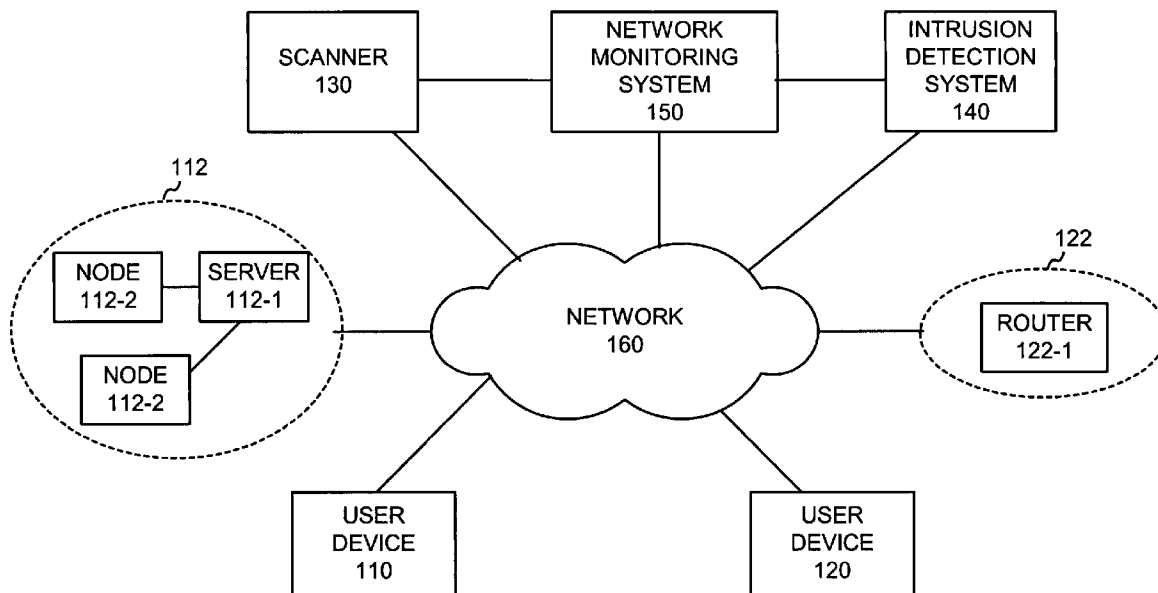 SCANNER
130
NETWORK
MONITORING
SYSTEM
150
INTRUSION
DETECTION
SYSTEM
140
112
NODE
112-2
SERVER
112-1
NODE
112-2
NETWORK
160
122
ROUTER
122-1
USER
DEVICE
110
USER
DEVICE
120